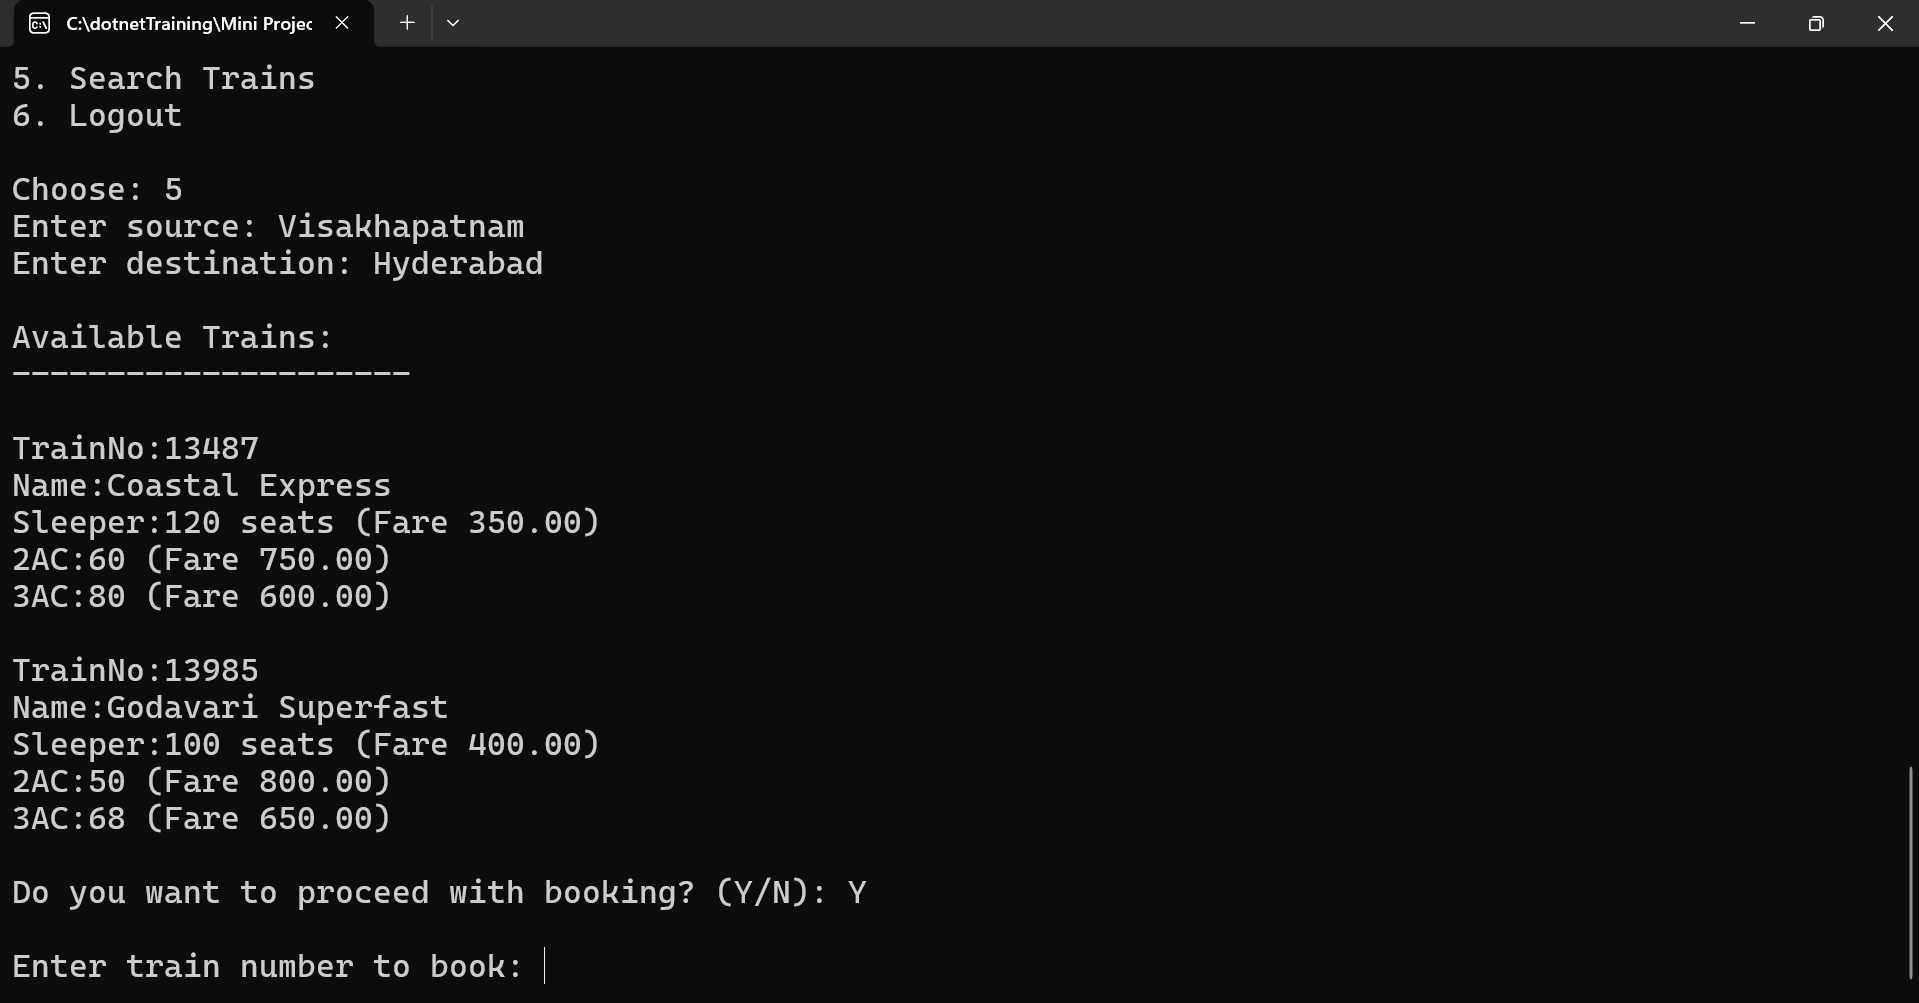 C:\dotnetTraining\Mini Projec
5. Search Trains
6. Logout
Choose: 5
Enter source: Visakhapatnam
Enter destination: Hyderabad
Available Trains:
---------------------
TrainNo:13487
Name:Coastal Express
Sleeper:120 seats (Fare 350.00)
2AC:60 (Fare 750.00)
3AC:80 (Fare 600.00)
TrainNo:13985
Name:Godavari Superfast
Sleeper:100 seats (Fare 400.00)
2AC:50 (Fare 800.00)
3AC:68 (Fare 650.00)
Do you want to proceed with booking? (Y/N): Y
Enter train number to book: